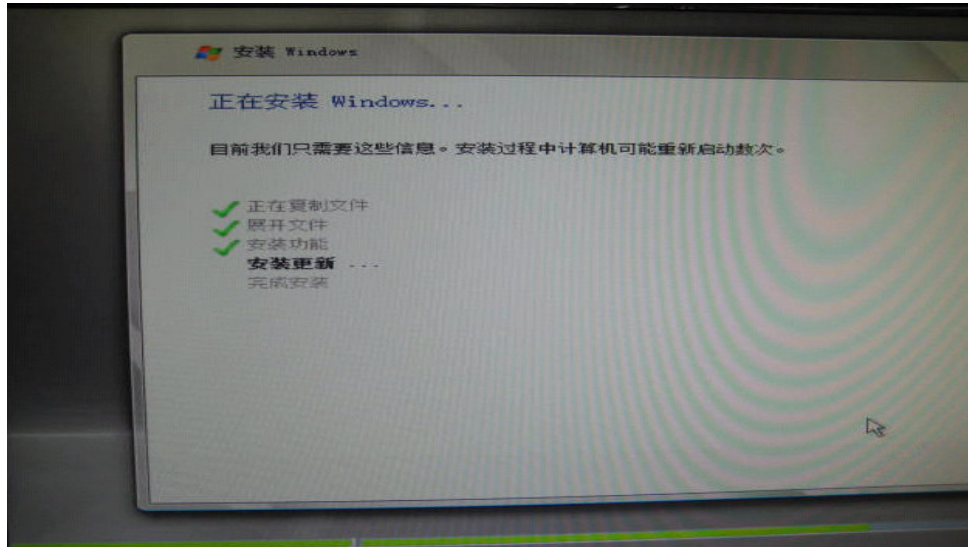 安装 Windows
正在安装 Windows...
目前我们只需要这些信息。安装过程中计算机可能重新启动数次。
正在复制文件
展开文件
安装功能
安装更新 ...
完成安装